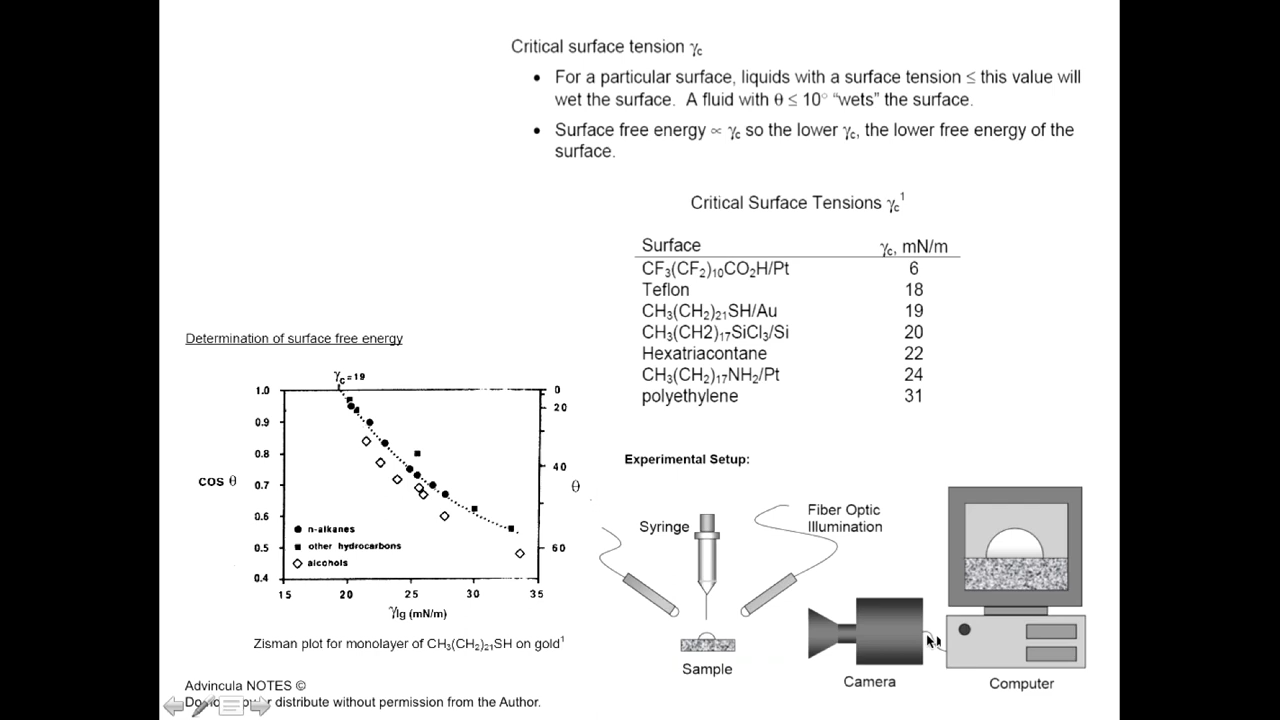 Critical surface tension γc
• For a particular surface, liquids with a surface tension ≤ this value will
wet the surface. A fluid with θ ≤ 10° “wets” the surface.
• Surface free energy ∝ γc so the lower γc, the lower free energy of the
surface.
Critical Surface Tensions γc¹
Surface γc, mN/m
CF₃(CF₂)₁₀CO₂H/Pt 6
Teflon 18
CH₃(CH₂)₂₁SH/Au 19
CH₃(CH2)₁₇SiCl₃/Si 20
Hexatriacontane 22
CH₃(CH₂)₁₇NH₂/Pt 24
polyethylene 31
Determination of surface free energy
γc=19
1.0 0
20
0.9
0.8
40
0.7
cos θ θ
0.6
0.5 60
0.4
n-alkanes
other hydrocarbons
alcohols
15 20 25 30 35
γlg (mN/m)
Zisman plot for monolayer of CH₃(CH₂)₂₁SH on gold¹
Experimental Setup:
Syringe
Fiber Optic
Illumination
Sample
Camera
Computer
Advincula NOTES ©
Do distribute without permission from the Author.